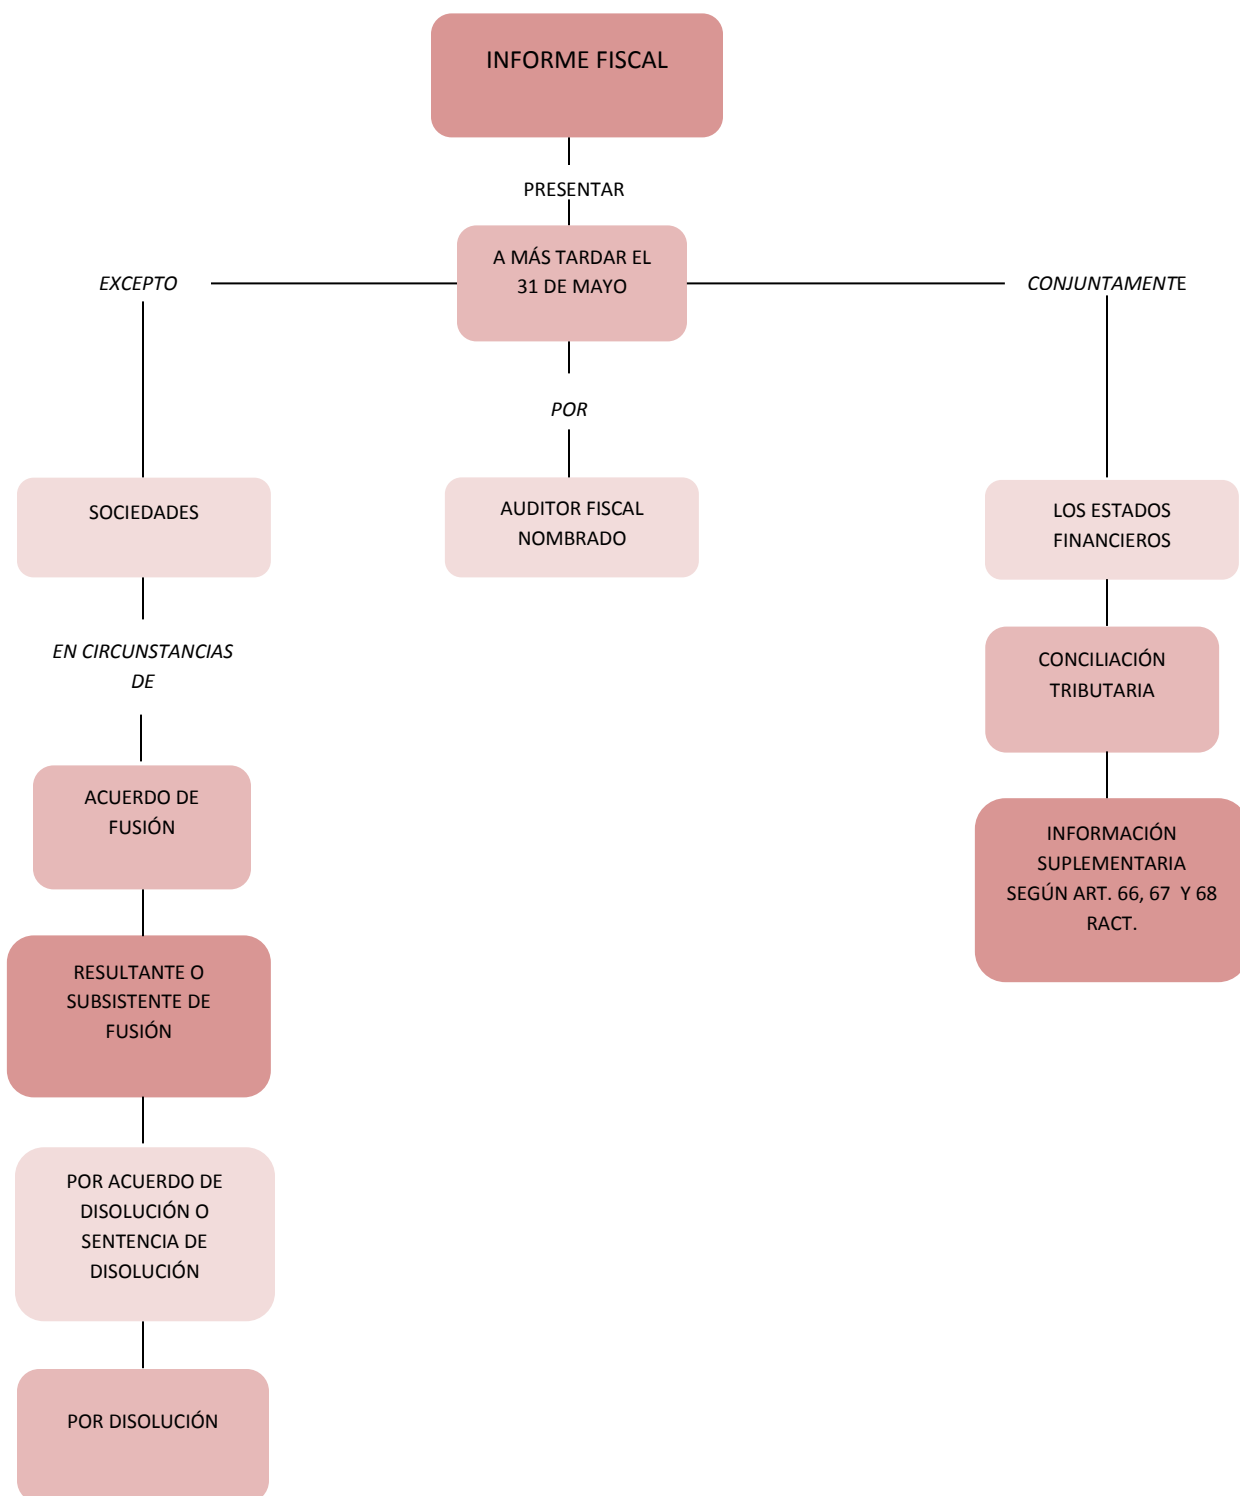 INFORME FISCAL
PRESENTAR
A MÁS TARDAR EL
31 DE MAYO
EXCEPTO
CONJUNTAMENTE
POR
SOCIEDADES
AUDITOR FISCAL
NOMBRADO
LOS ESTADOS
FINANCIEROS
EN CIRCUNSTANCIAS
DE
CONCILIACIÓN
TRIBUTARIA
ACUERDO DE
FUSIÓN
INFORMACIÓN
SUPLEMENTARIA
SEGÚN ART. 66, 67 Y 68
RACT.
RESULTANTE O
SUBSISTENTE DE
FUSIÓN
POR ACUERDO DE
DISOLUCIÓN O
SENTENCIA DE
DISOLUCIÓN
POR DISOLUCIÓN